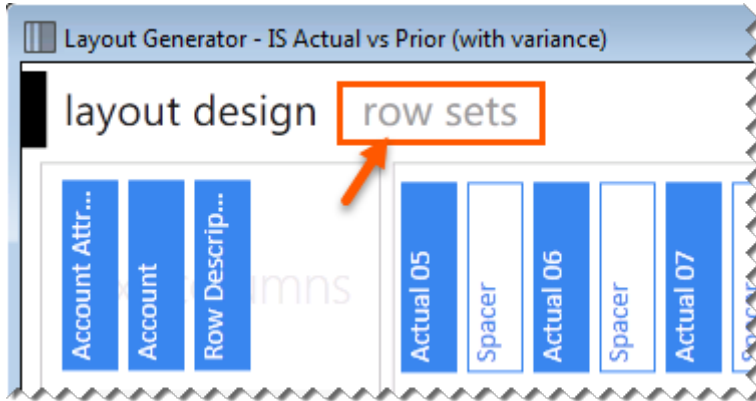 Layout Generator - IS Actual vs Prior (with variance)
layout design row sets
Account Attr...
Account
Row Descrip...
Actual 05
Spacer
Actual 06
Spacer
Actual 07